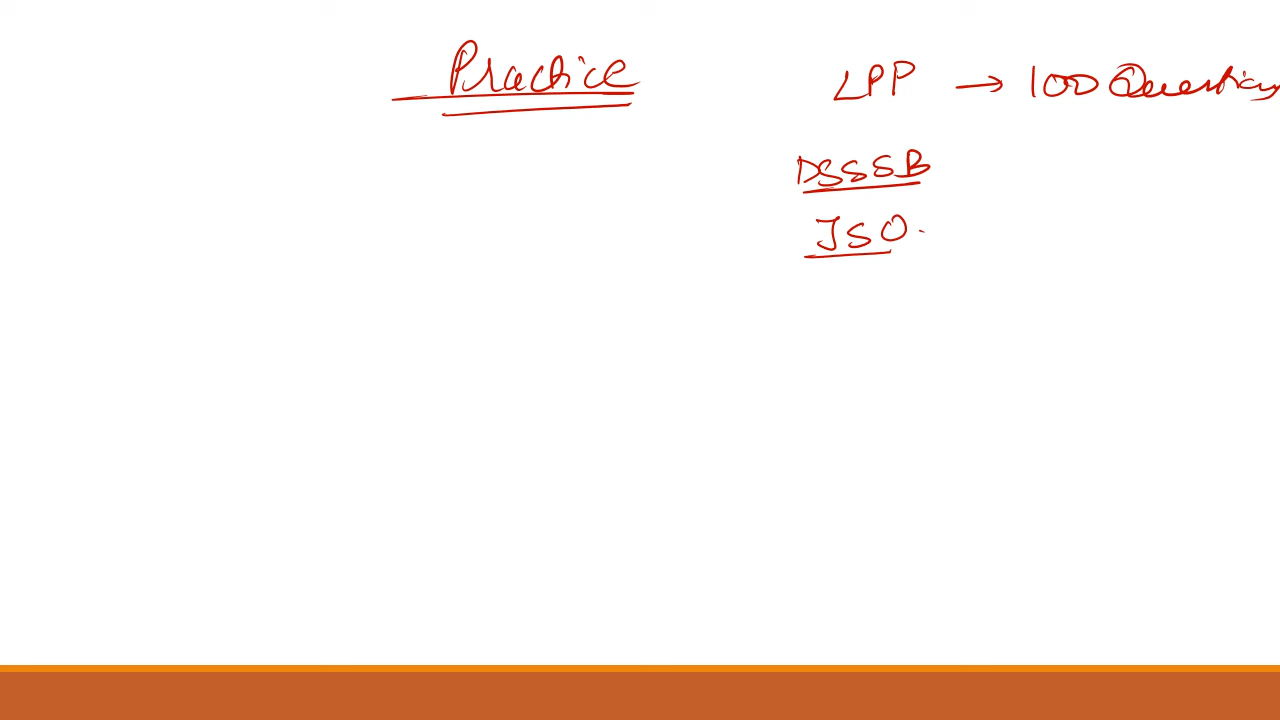 Practice LPP → 100 Questions
DSSSB
JSO.